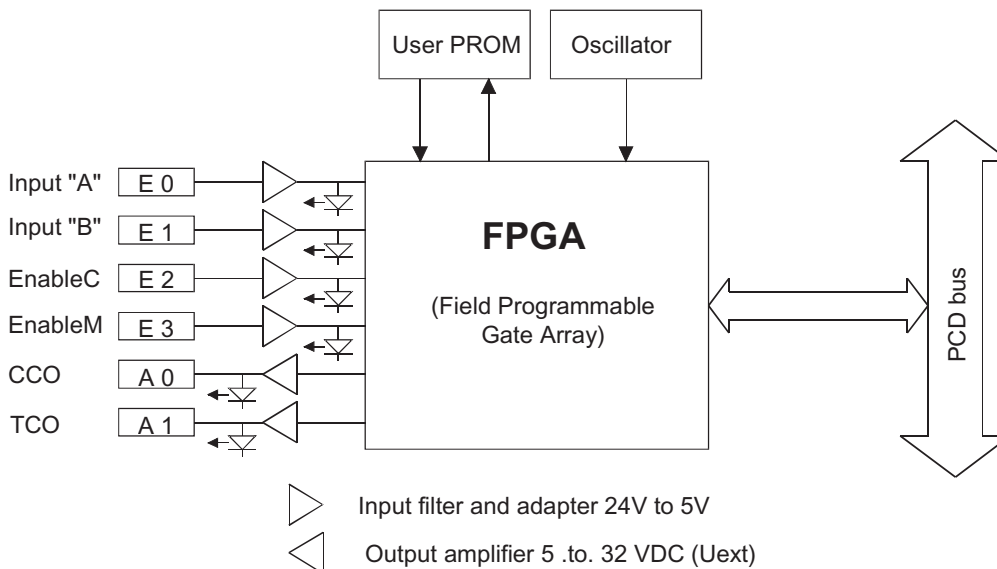 User PROM
Oscillator
Input "A" E 0
Input "B" E 1
EnableC E 2
EnableM E 3
CCO A 0
TCO A 1
FPGA
(Field Programmable
Gate Array)
PCD bus
Input filter and adapter 24V to 5V
Output amplifier 5 .to. 32 VDC (Uext)